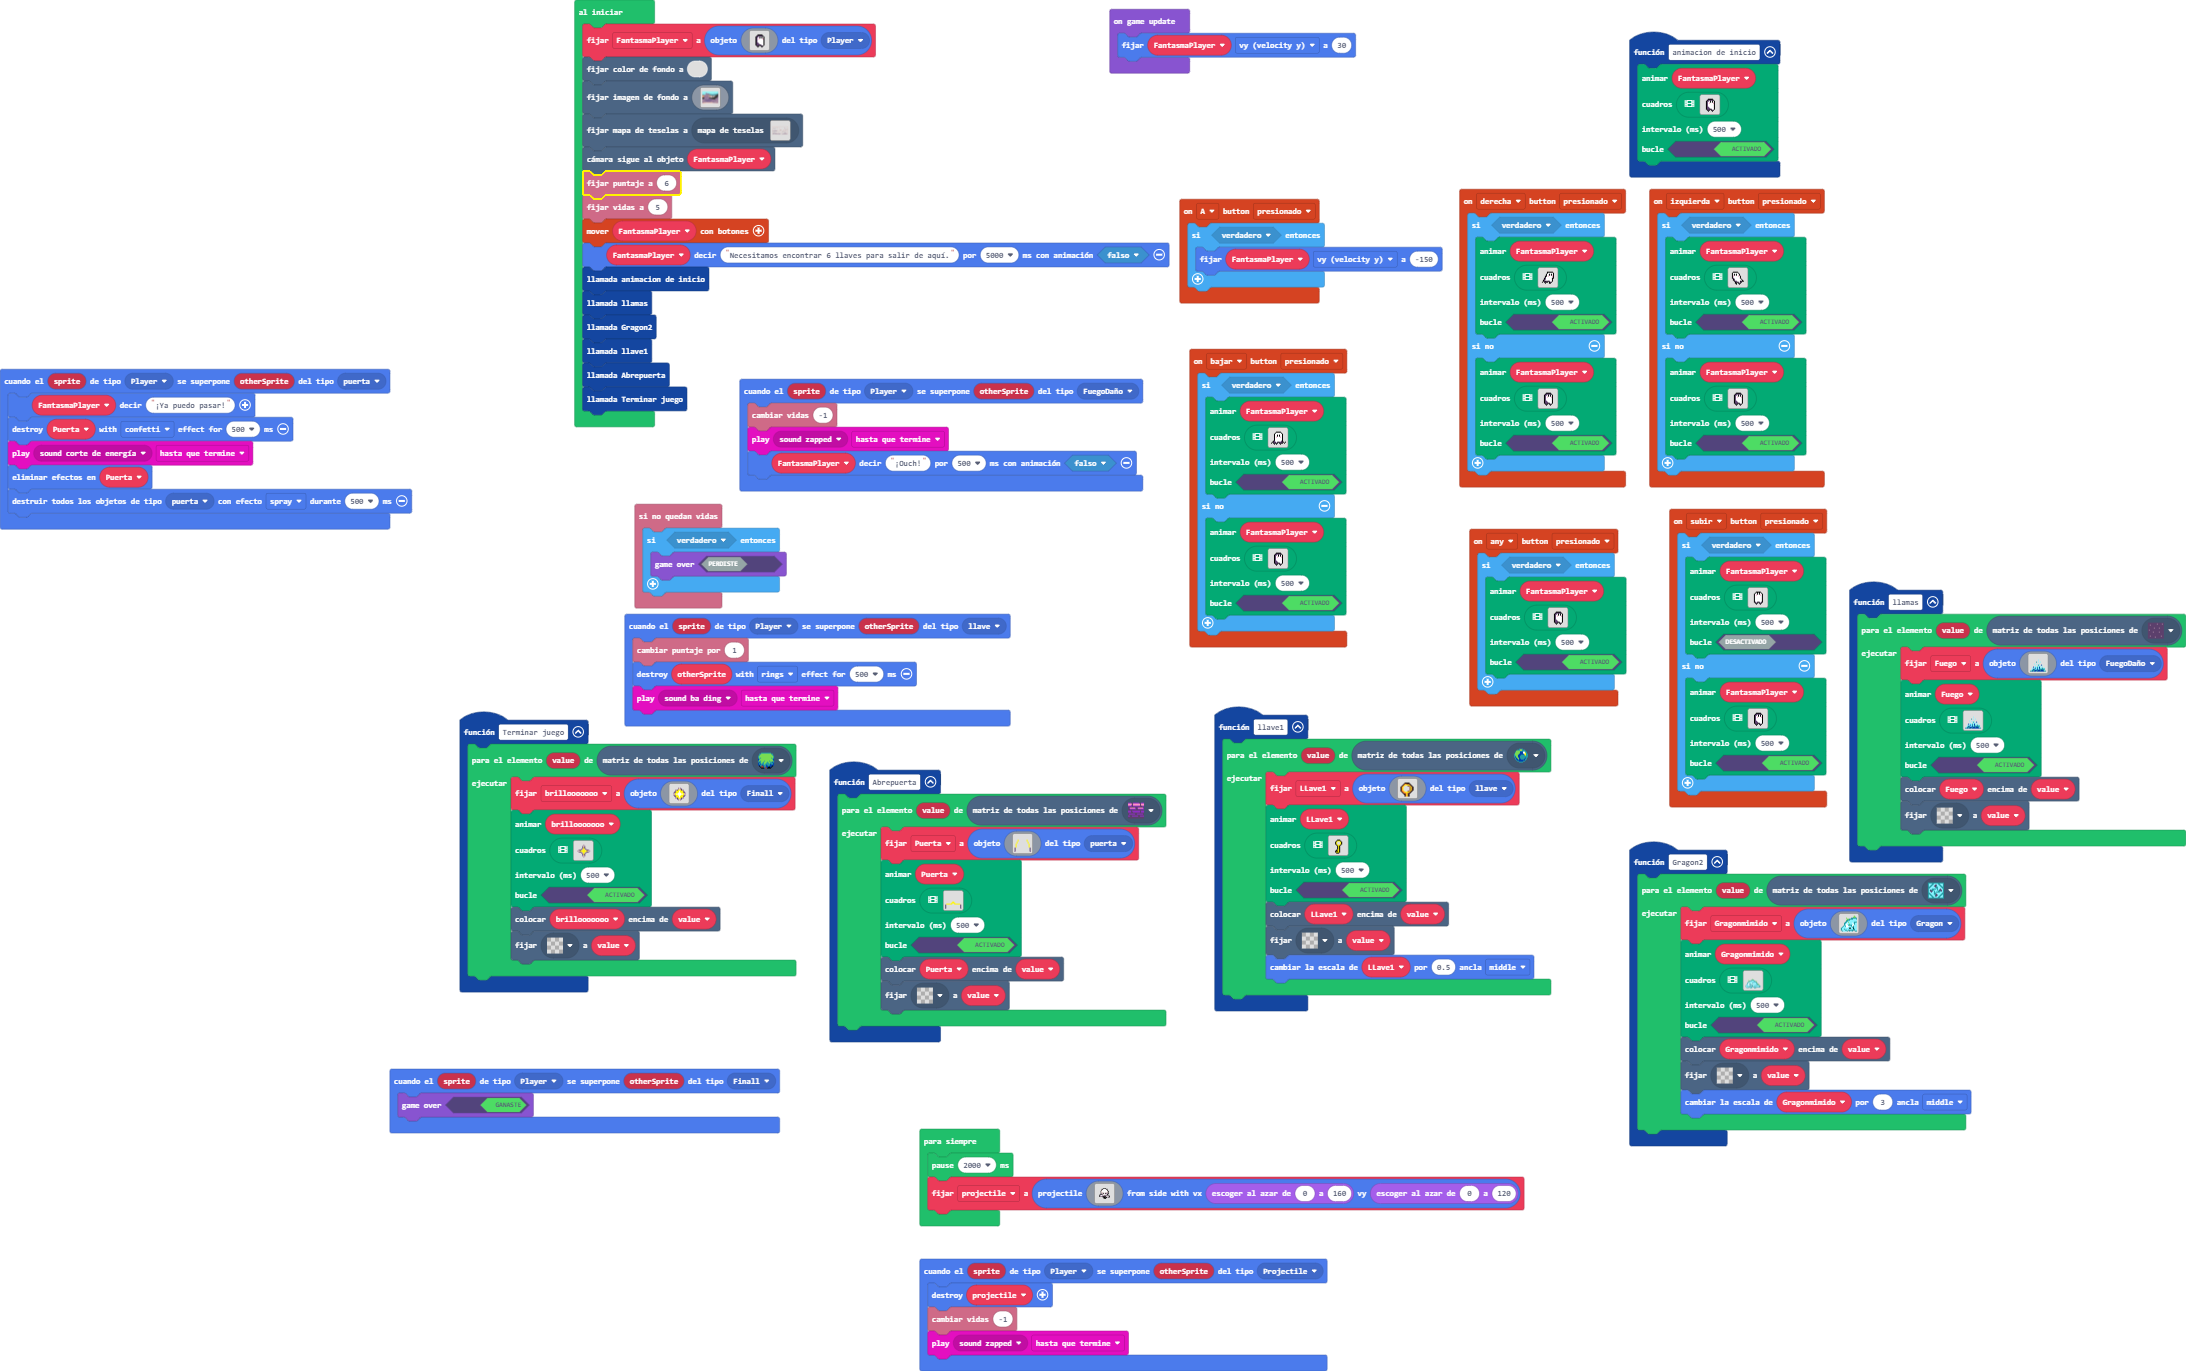 al iniciar
fijar FantasmaPlayer a objeto del tipo Player
fijar color de fondo a
fijar imagen de fondo a
fijar mapa de teselas a mapa de teselas
cámara sigue al objeto FantasmaPlayer
fijar puntaje a 6
fijar vidas a 5
mover FantasmaPlayer con botones
FantasmaPlayer decir "Necesitamos encontrar 6 llaves para salir de aquí." por 5000 ms con animación falso
llamada animacion de inicio
llamada llamas
llamada Gragon2
llamada llave1
llamada Abrepuerta
llamada Terminar juego
on game update
fijar FantasmaPlayer vy (velocity y) a 30
función animacion de inicio
animar FantasmaPlayer
cuadros
intervalo (ms) 500
bucle ACTIVADO
on A button presionado
si verdadero entonces
fijar FantasmaPlayer vy (velocity y) a -150
on derecha button presionado
si verdadero entonces
animar FantasmaPlayer
cuadros
intervalo (ms) 500
bucle ACTIVADO
si no
animar FantasmaPlayer
cuadros
intervalo (ms) 500
bucle ACTIVADO
on izquierda button presionado
si verdadero entonces
animar FantasmaPlayer
cuadros
intervalo (ms) 500
bucle ACTIVADO
si no
animar FantasmaPlayer
cuadros
intervalo (ms) 500
bucle ACTIVADO
cuando el sprite de tipo Player se superpone otherSprite del tipo puerta
FantasmaPlayer decir "¡Ya puedo pasar!"
destroy Puerta with confetti effect for 500 ms
play sound corte de energía hasta que termine
eliminar efectos en Puerta
destruir todos los objetos de tipo puerta con efecto spray durante 500 ms
cuando el sprite de tipo Player se superpone otherSprite del tipo FuegoDaño
cambiar vidas -1
play sound zapped hasta que termine
FantasmaPlayer decir "¡Ouch!" por 500 ms con animación falso
on bajar button presionado
si verdadero entonces
animar FantasmaPlayer
cuadros
intervalo (ms) 500
bucle ACTIVADO
si no
animar FantasmaPlayer
cuadros
intervalo (ms) 500
bucle ACTIVADO
si no quedan vidas
si verdadero entonces
game over PERDISTE
on any button presionado
si verdadero entonces
animar FantasmaPlayer
cuadros
intervalo (ms) 500
bucle ACTIVADO
on subir button presionado
si verdadero entonces
animar FantasmaPlayer
cuadros
intervalo (ms) 500
bucle DESACTIVADO
si no
animar FantasmaPlayer
cuadros
intervalo (ms) 500
bucle ACTIVADO
función llamas
para el elemento value de matriz de todas las posiciones de
ejecutar
fijar Fuego a objeto del tipo FuegoDaño
animar Fuego
cuadros
intervalo (ms) 500
bucle ACTIVADO
colocar Fuego encima de value
fijar a value
cuando el sprite de tipo Player se superpone otherSprite del tipo llave
cambiar puntaje por 1
destroy otherSprite with rings effect for 500 ms
play sound ba ding hasta que termine
función Terminar juego
para el elemento value de matriz de todas las posiciones de
ejecutar
fijar brillooooooo a objeto del tipo Finall
animar brillooooooo
cuadros
intervalo (ms) 500
bucle ACTIVADO
colocar brillooooooo encima de value
fijar a value
función Abrepuerta
para el elemento value de matriz de todas las posiciones de
ejecutar
fijar Puerta a objeto del tipo puerta
animar Puerta
cuadros
intervalo (ms) 500
bucle ACTIVADO
colocar Puerta encima de value
fijar a value
función llave1
para el elemento value de matriz de todas las posiciones de
ejecutar
fijar LLave1 a objeto del tipo llave
animar LLave1
cuadros
intervalo (ms) 500
bucle ACTIVADO
colocar LLave1 encima de value
fijar a value
cambiar la escala de LLave1 por 0.5 ancla middle
función Gragon2
para el elemento value de matriz de todas las posiciones de
ejecutar
fijar Gragonmimido a objeto del tipo Gragon
animar Gragonmimido
cuadros
intervalo (ms) 500
bucle ACTIVADO
colocar Gragonmimido encima de value
fijar a value
cambiar la escala de Gragonmimido por 3 ancla middle
cuando el sprite de tipo Player se superpone otherSprite del tipo Finall
game over GANASTE
para siempre
pause 2000 ms
fijar projectile a projectile from side with vx escoger al azar de 0 a 160 vy escoger al azar de 0 a 120
cuando el sprite de tipo Player se superpone otherSprite del tipo Projectile
destroy projectile
cambiar vidas -1
play sound zapped hasta que termine